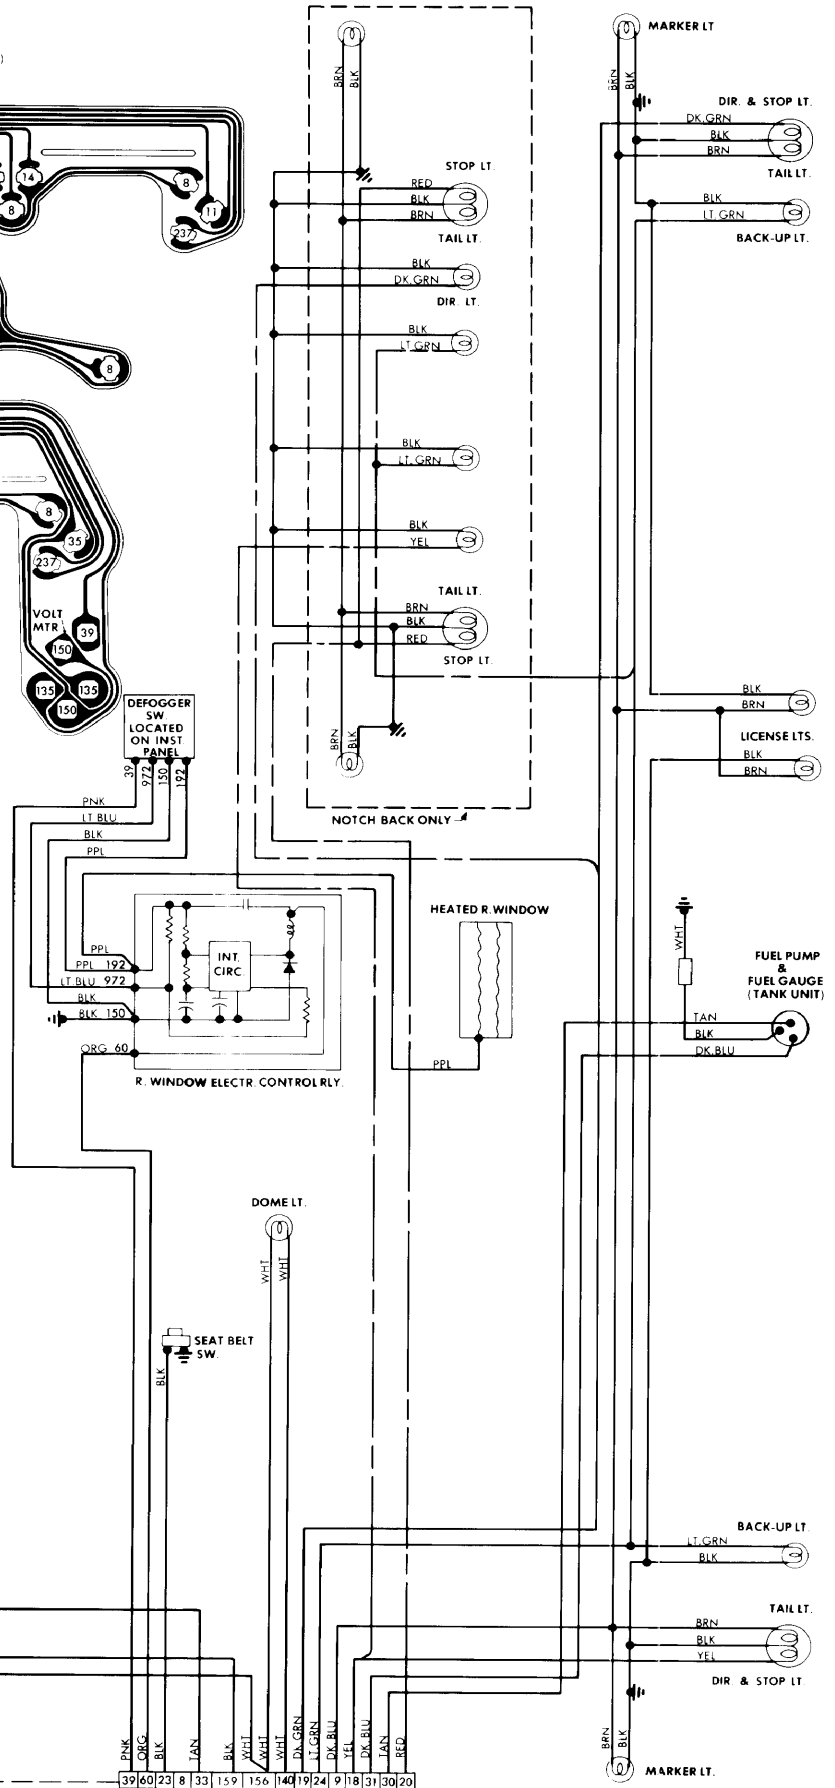 )
MARKER LT
BRN
BLK
BRN
BLK
DIR. & STOP LT.
DK.GRN
BLK
BRN
TAIL LT.
STOP LT.
RED
BLK
BRN
TAIL LT.
14
8
8
11
237
BLK
LT.GRN
BACK-UP LT.
BLK
DK.GRN
DIR. LT.
BLK
LT.GRN
8
BLK
LT.GRN
8
35
237
BLK
YEL
TAIL LT.
BRN
BLK
RED
STOP LT.
VOLT
MTR
39
150
135
135
150
DEFOGGER
SW.
LOCATED
ON INST.
PANEL
39
972
150
192
BLK
BRN
LICENSE LTS.
BLK
BRN
BRN
BLK
NOTCH BACK ONLY
PNK
LT BLU
BLK
PPL
HEATED R.WINDOW
WHT
PPL
PPL 192
LT.BLU 972
BLK
BLK 150
ORG 60
INT.
CIRC.
R. WINDOW ELECTR. CONTROL RLY.
PPL
FUEL PUMP
&
FUEL GAUGE
(TANK UNIT)
TAN
BLK
DK.BLU
DOME LT.
WHT
WHT
SEAT BELT
SW.
BLK
BACK-UP LT.
LT.GRN
BLK
TAIL LT.
BRN
BLK
YEL
DIR. & STOP LT.
BRN
BLK
MARKER LT.
PNK
ORG
BLK
TAN
BLK
WHT
WHT
WHT
DK.GRN
LT.GRN
DK.BLU
YEL
DK.BLU
TAN
RED
39 60 23 8 33 159 156 140 19 24 9 18 31 30 20